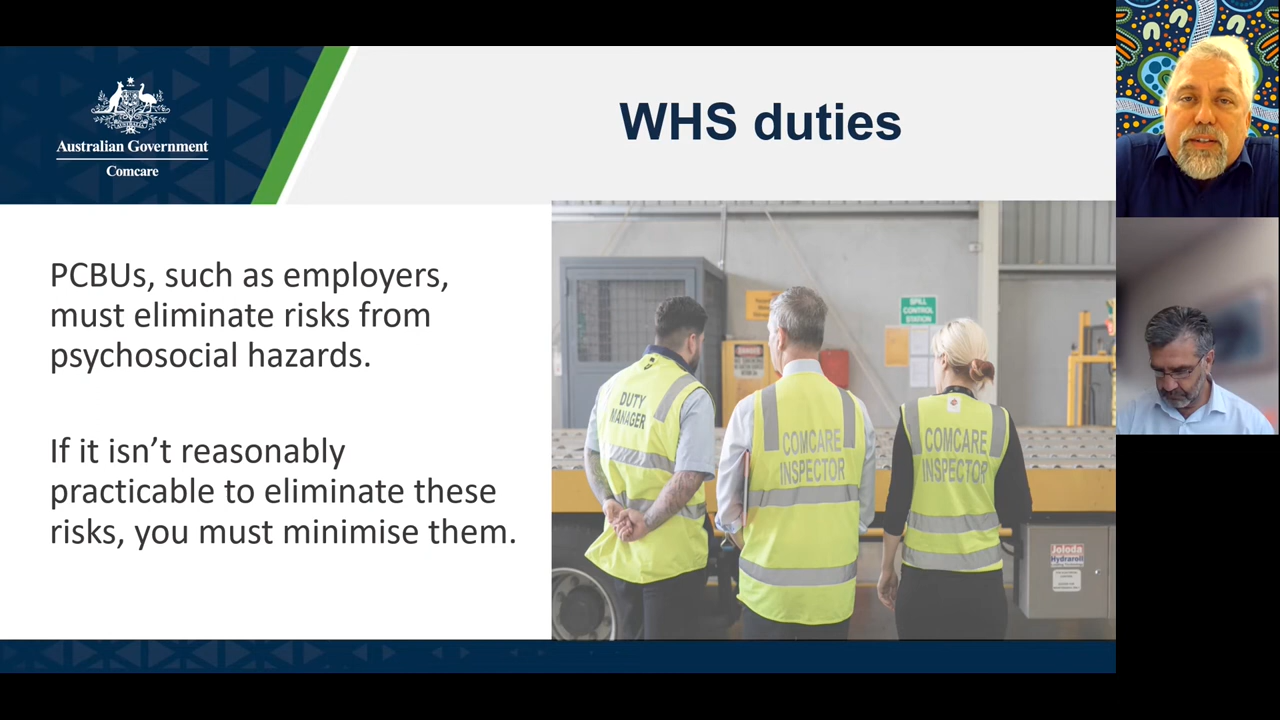 Australian Government
Comcare
WHS duties
PCBUs, such as employers,
must eliminate risks from
psychosocial hazards.
If it isn’t reasonably
practicable to eliminate these
risks, you must minimise them.
SPILL
CONTROL
STATION
DUTY
MANAGER
COMCARE
INSPECTOR
COMCARE
INSPECTOR
Joloda
Hydraroll